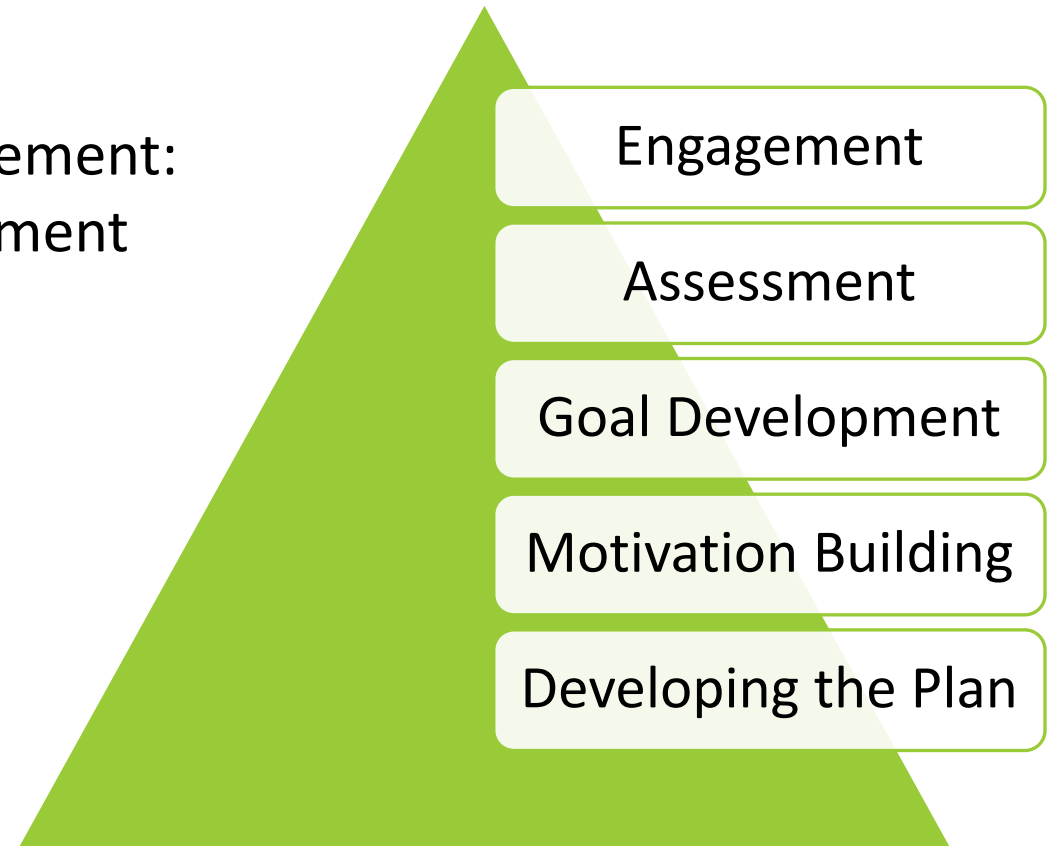 ement:
ment
Engagement
Assessment
Goal Development
Motivation Building
Developing the Plan